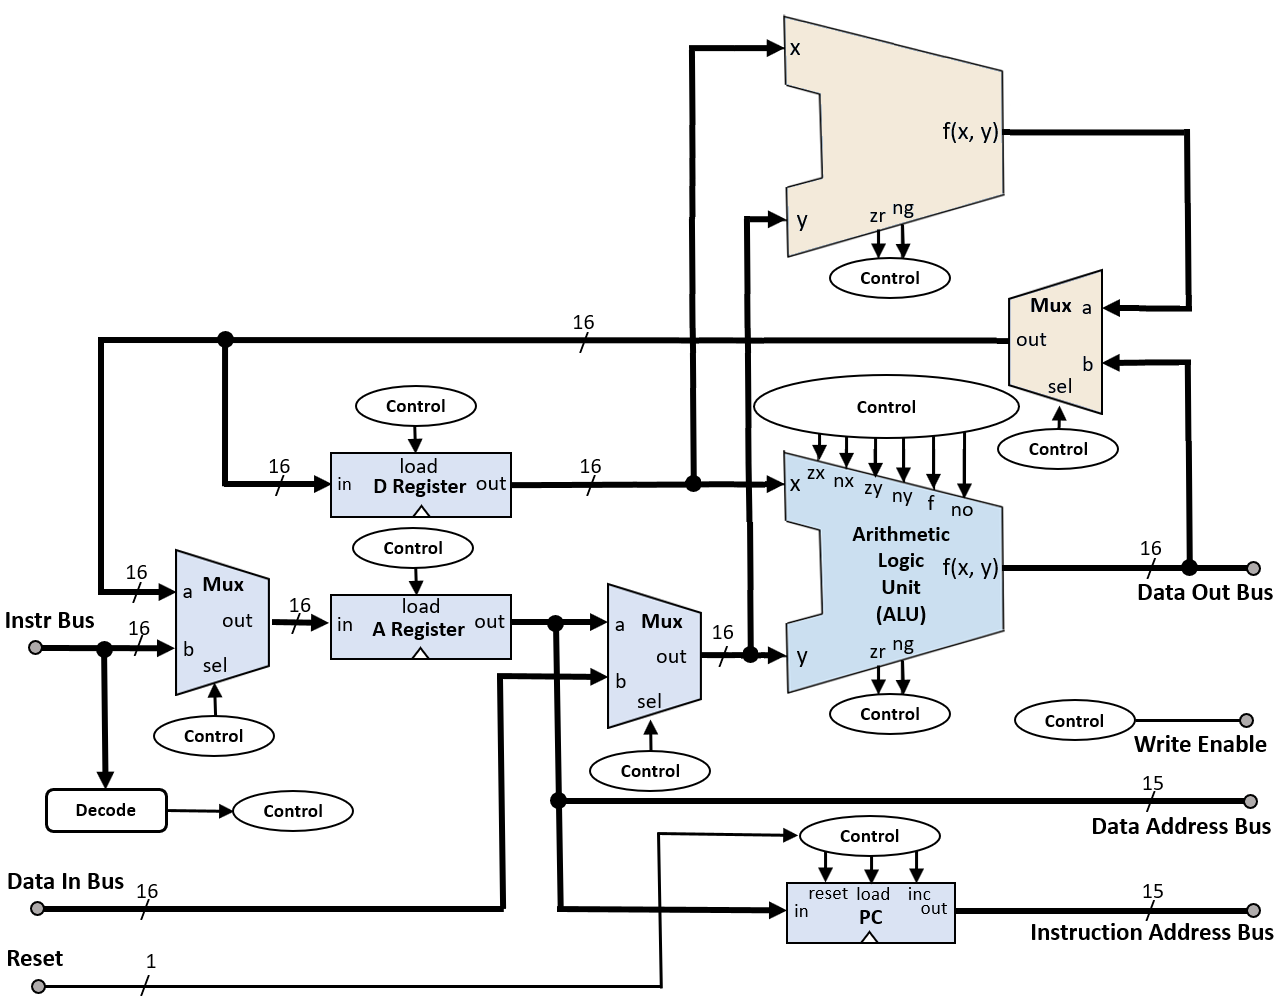 x
f(x, y)
y
zr ng
Control
Mux a
out
b
sel
Control
16
Control
Control
16
load
in D Register out
16
x zx nx zy ny f no
Arithmetic
Logic
Unit
(ALU)
f(x, y)
y
zr ng
Control
16
Data Out Bus
Control
16
a Mux
out
b
sel
Control
Instr Bus
16
16
load
in A Register out
a Mux
out
b
sel
Control
16
Control
Write Enable
Decode
Control
15
Data Address Bus
Data In Bus
16
Control
reset load inc
in PC out
15
Instruction Address Bus
Reset
1